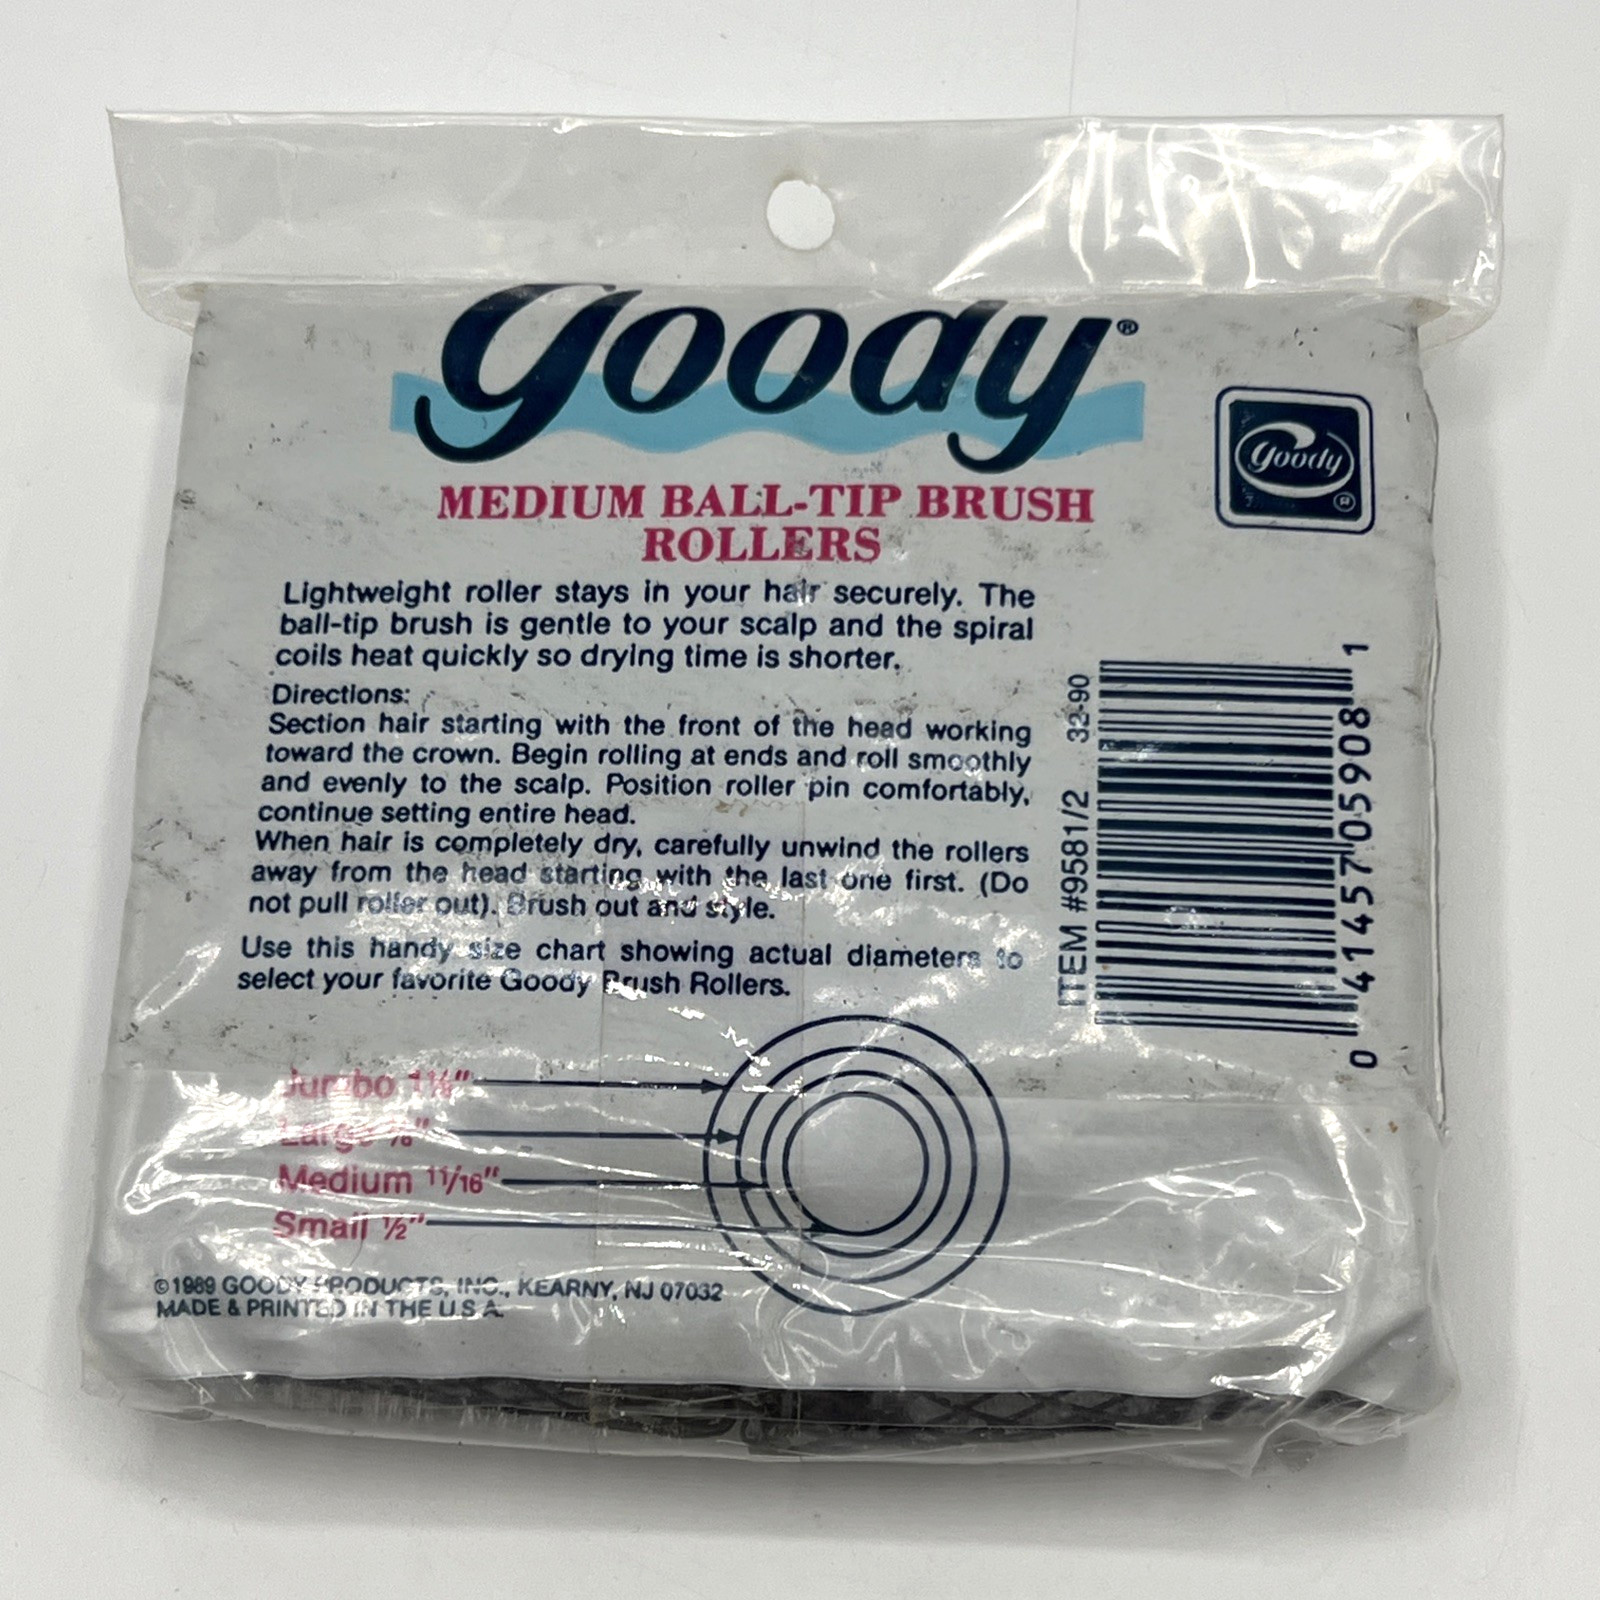 goody®
goody
®
MEDIUM BALL-TIP BRUSH
ROLLERS
Lightweight roller stays in your hair securely. The
ball-tip brush is gentle to your scalp and the spiral
coils heat quickly so drying time is shorter.
Directions:
Section hair starting with the front of the head working
toward the crown. Begin rolling at ends and roll smoothly
and evenly to the scalp. Position roller pin comfortably,
continue setting entire head.
When hair is completely dry, carefully unwind the rollers
away from the head starting with the last one first. (Do
not pull roller out). Brush out and style.
Use this handy size chart showing actual diameters to
select your favorite Goody Brush Rollers.
ITEM #9581/2 32-90
0 41457 05908 1
Jumbo
Large ⅞"
Medium 11/16"
Small ½"
©1989 GOODY PRODUCTS, INC., KEARNY, NJ 07032
MADE & PRINTED IN THE U.S.A.